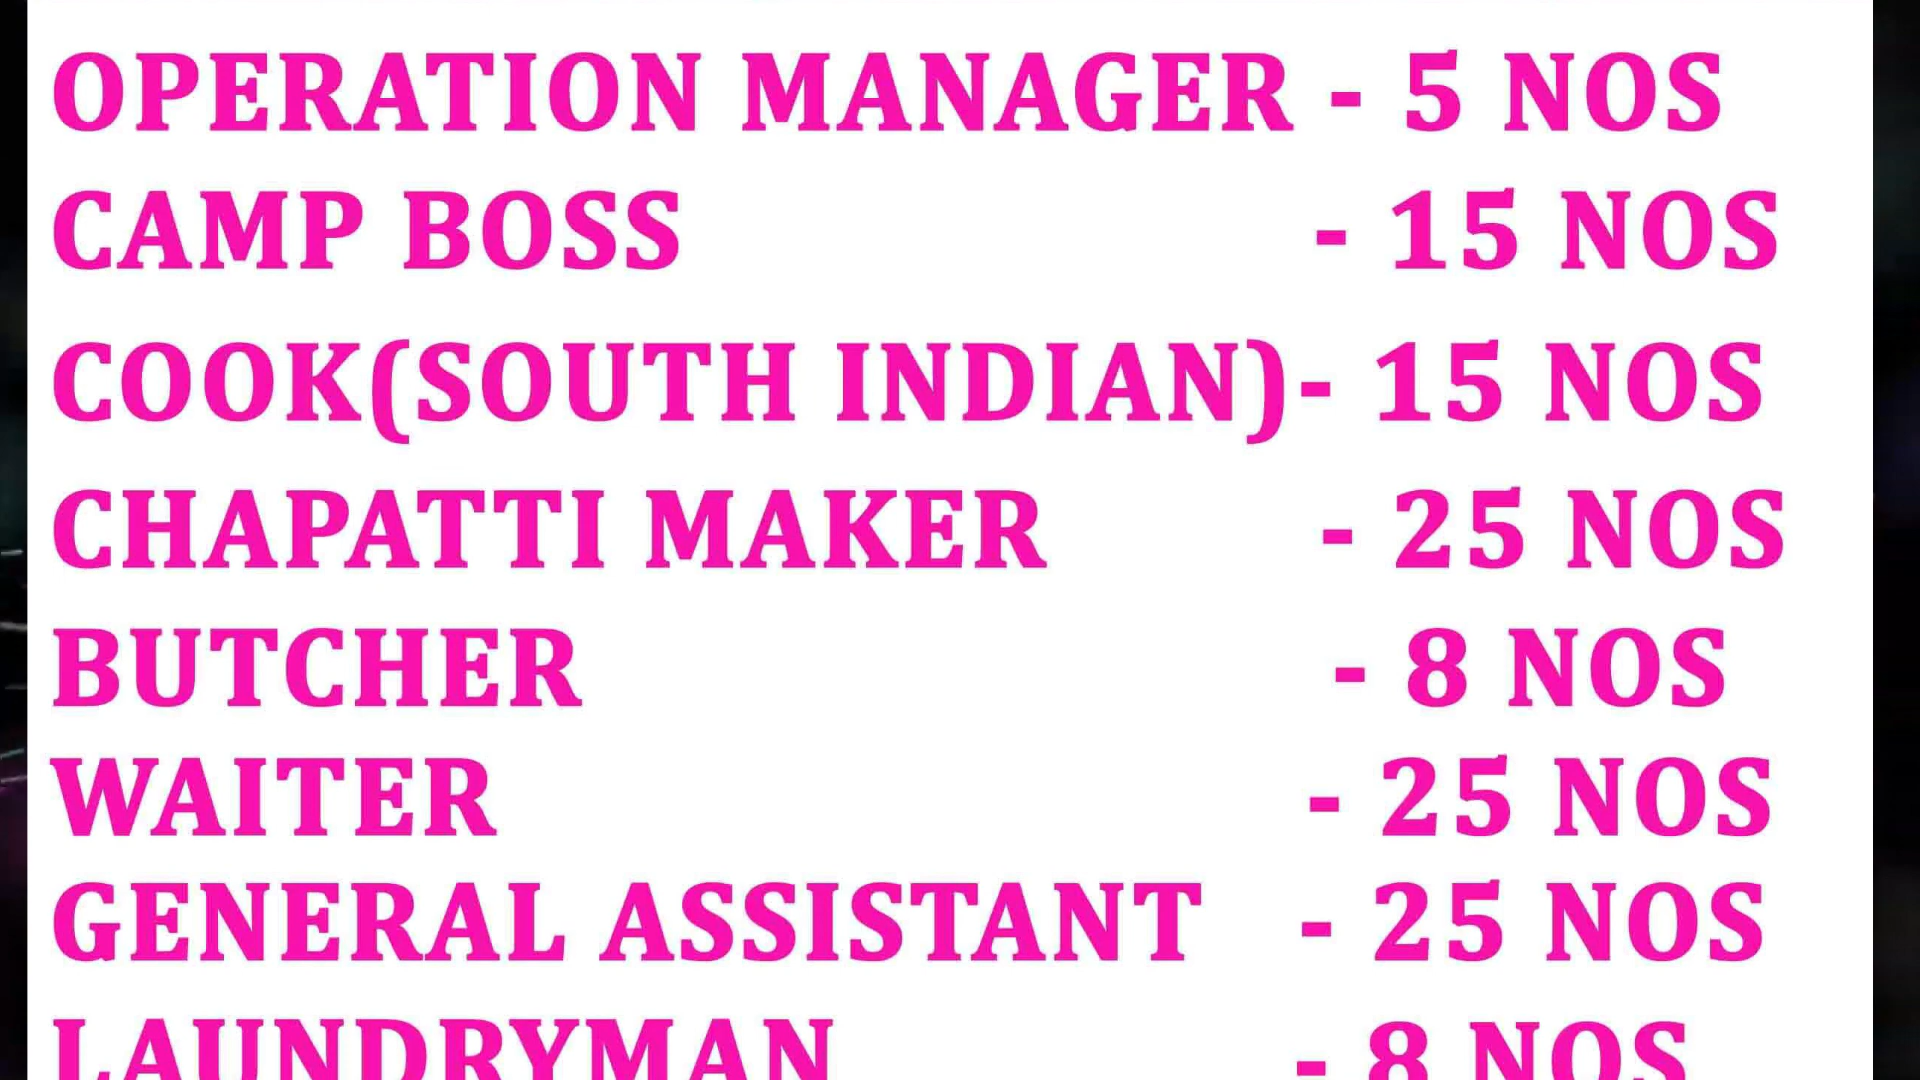 OPERATION MANAGER - 5 NOS
CAMP BOSS - 15 NOS
COOK(SOUTH INDIAN)- 15 NOS
CHAPATTI MAKER - 25 NOS
BUTCHER - 8 NOS
WAITER - 25 NOS
GENERAL ASSISTANT - 25 NOS
LAUNDRYMAN - 8 NOS